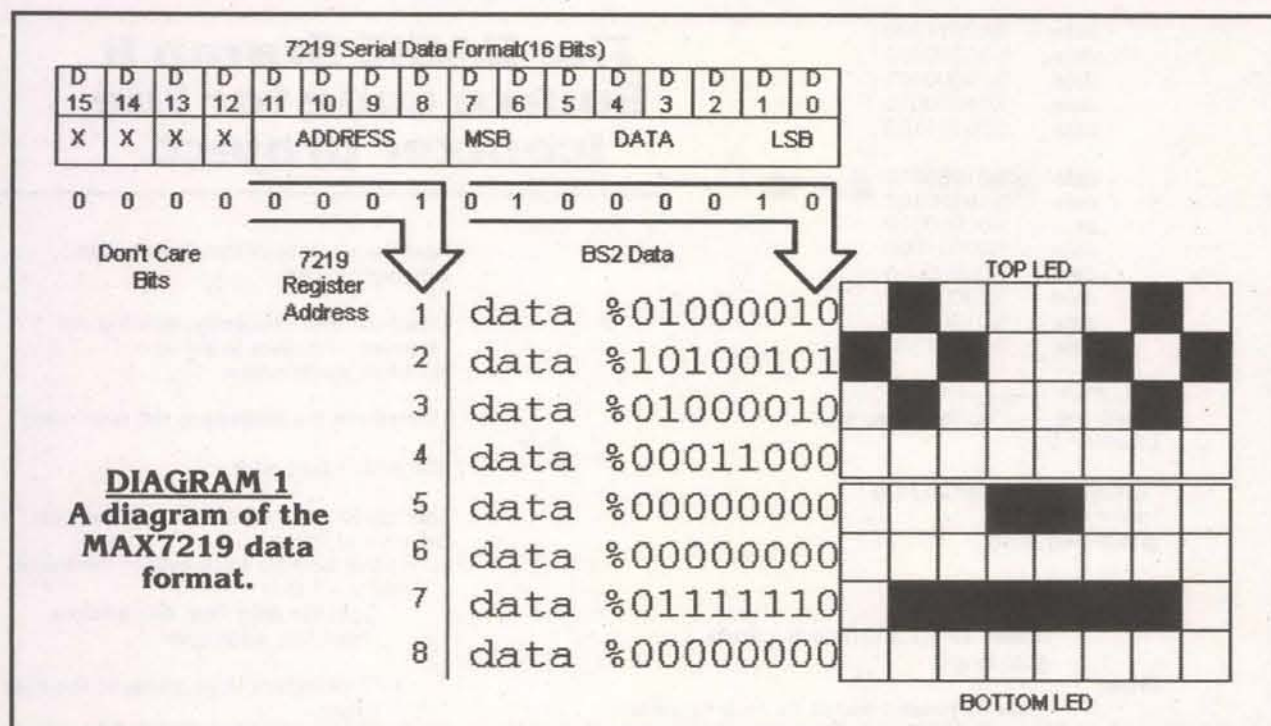 7219 Serial Data Format(16 Bits)
D D D D D D D D D D D D D D D D
15 14 13 12 11 10 9 8 7 6 5 4 3 2 1 0
X X X X ADDRESS MSB DATA LSB
0 0 0 0 0 0 0 1 0 1 0 0 0 0 1 0
Don't Care
Bits
7219
Register
Address
BS2 Data
TOP LED
1 data %01000010
2 data %10100101
3 data %01000010
4 data %00011000
5 data %00000000
6 data %00000000
7 data %01111110
8 data %00000000
BOTTOM LED
DIAGRAM 1
A diagram of the
MAX7219 data
format.